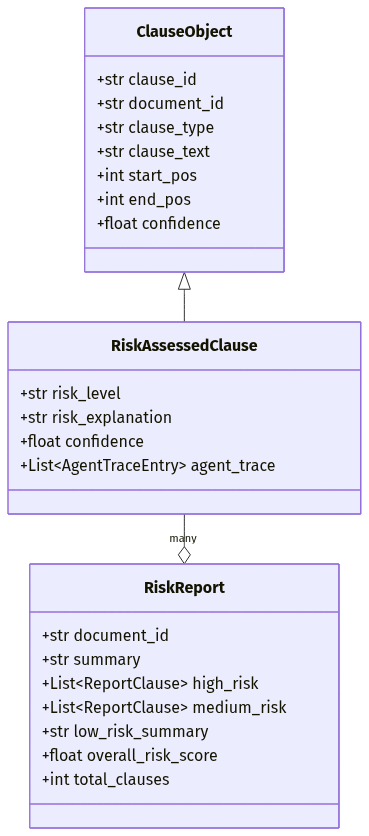 ClauseObject
+str clause_id
+str document_id
+str clause_type
+str clause_text
+int start_pos
+int end_pos
+float confidence
RiskAssessedClause
+str risk_level
+str risk_explanation
+float confidence
+List<AgentTraceEntry> agent_trace
many
RiskReport
+str document_id
+str summary
+List<ReportClause> high_risk
+List<ReportClause> medium_risk
+str low_risk_summary
+float overall_risk_score
+int total_clauses